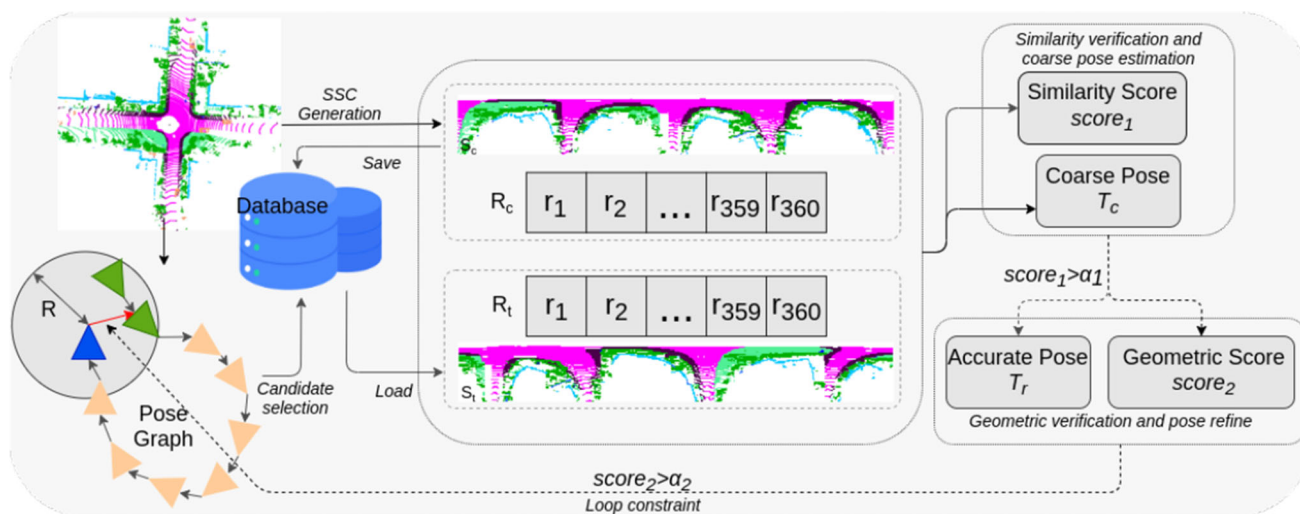 SSC
Generation
Save
Database
S_c
R_c
r_1 r_2 ... r_359 r_360
R_t
r_1 r_2 ... r_359 r_360
S_t
Load
Candidate
selection
R
Pose
Graph
Similarity verification and
coarse pose estimation
Similarity Score
score_1
Coarse Pose
T_c
score_1>α_1
Accurate Pose
T_r
Geometric Score
score_2
Geometric verification and pose refine
score_2>α_2
Loop constraint